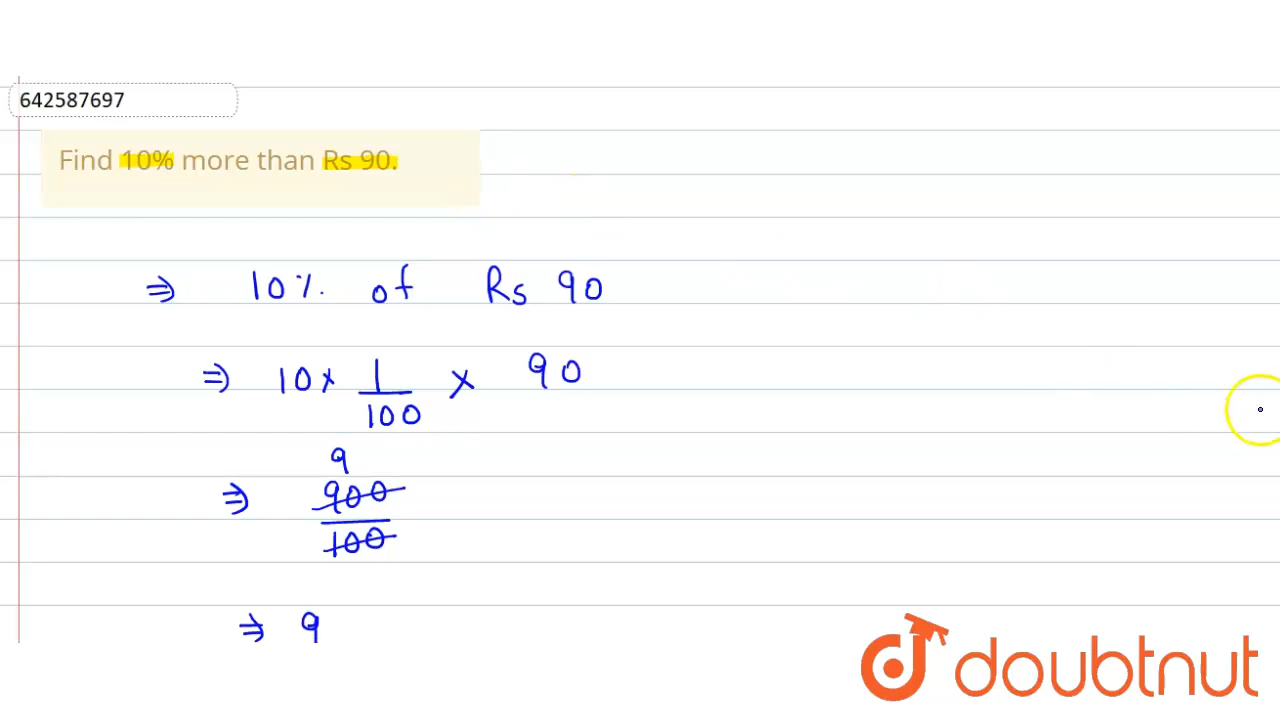 642587697
Find 10% more than Rs 90.
⇒ 10% of Rs 90
⇒ 10 × 1/100 × 90
9
⇒ 900/100
⇒ 9
doubtnut